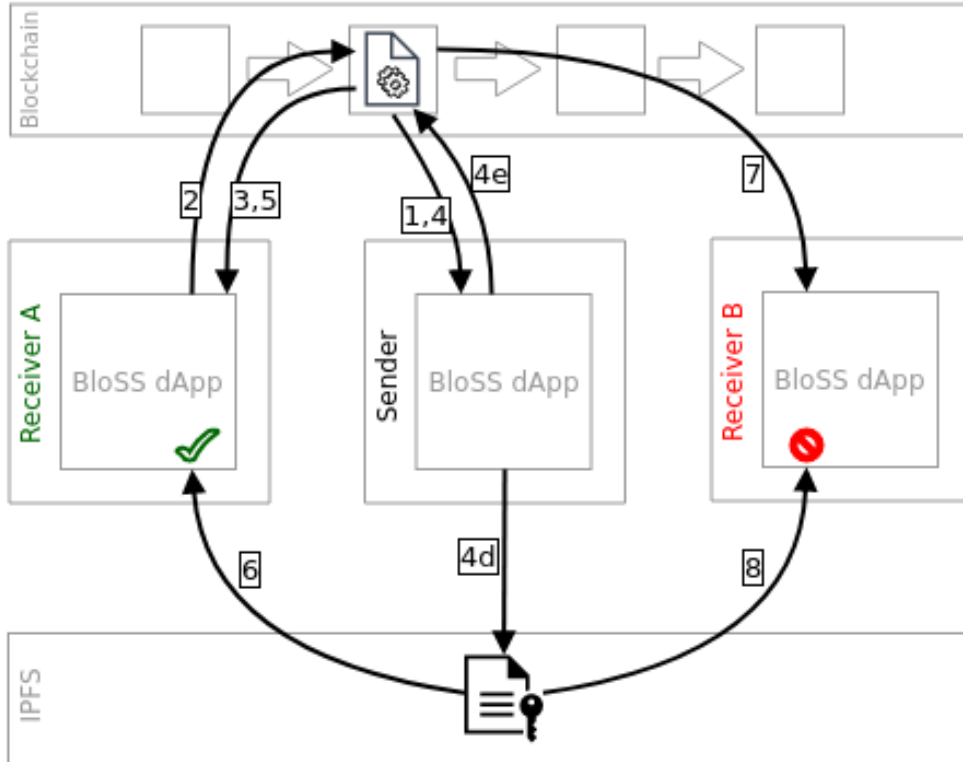 Blockchain
2
3,5
1,4
4e
7
Receiver A
BloSS dApp
Sender
BloSS dApp
Receiver B
BloSS dApp
6
4d
8
IPFS